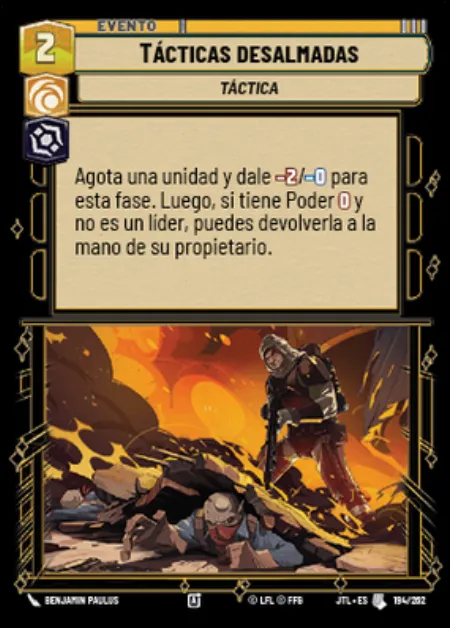 EVENTO
2
TÁCTICAS DESALMADAS
TÁCTICA
Agota una unidad y dale -2/-0 para
esta fase. Luego, si tiene Poder 0 y
no es un líder, puedes devolverla a la
mano de su propietario.
BENJAMIN PAULUS
A
© LFL © FFG
JTL • ES
194/262